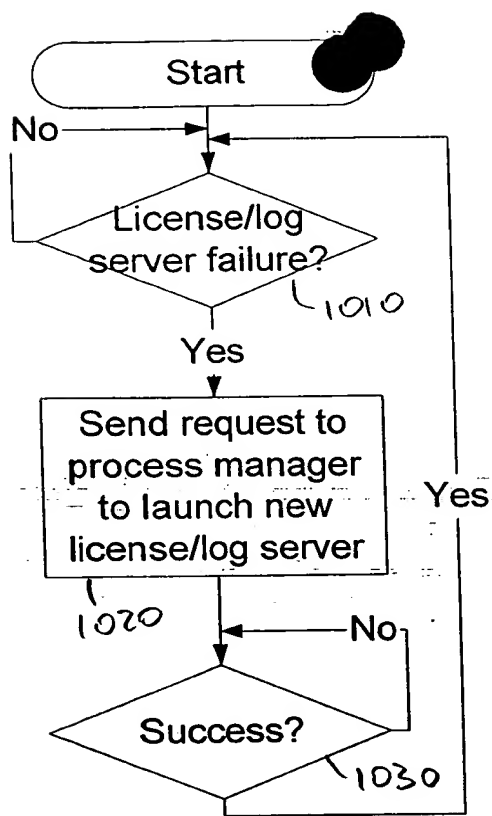 Start
No
License/log
server failure?
1010
Yes
Send request to
process manager
to launch new
license/log server
Yes
1020
No
Success?
1030